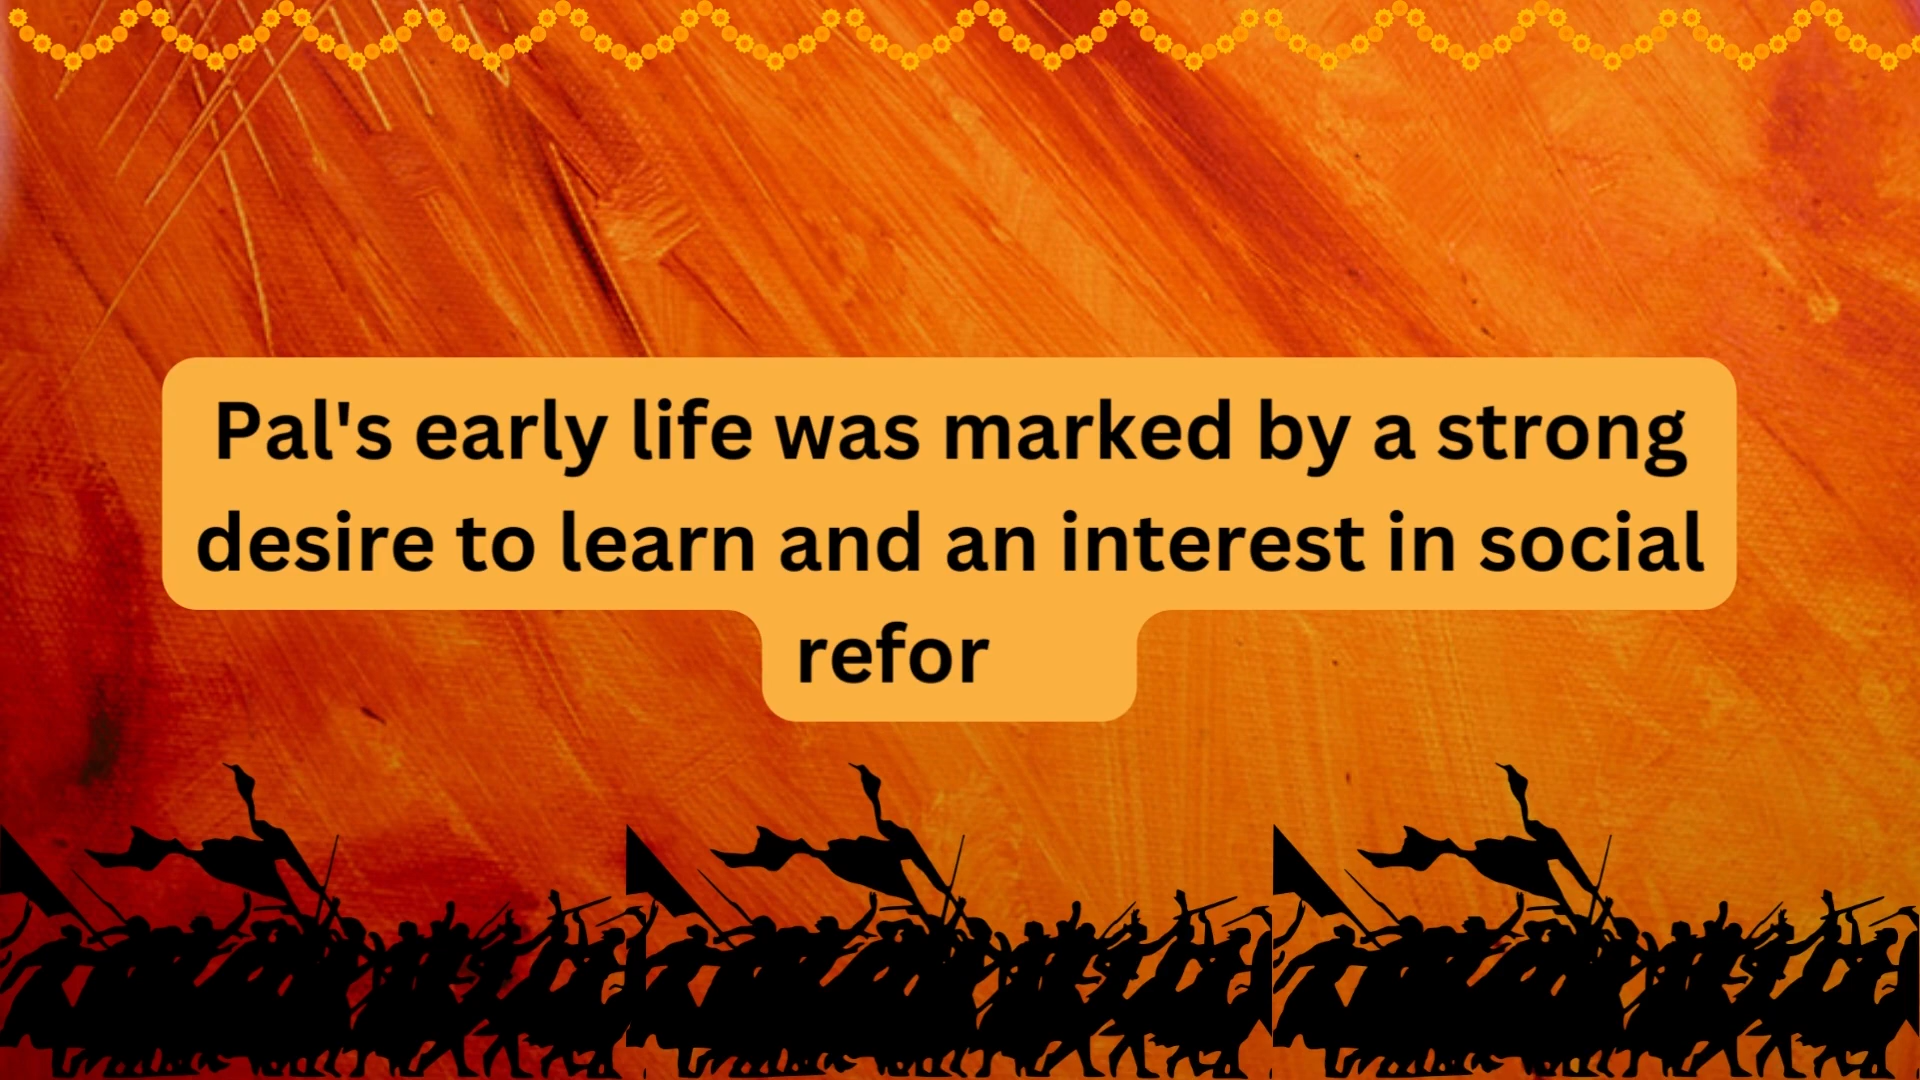 Pal's early life was marked by a strong
desire to learn and an interest in social
refor